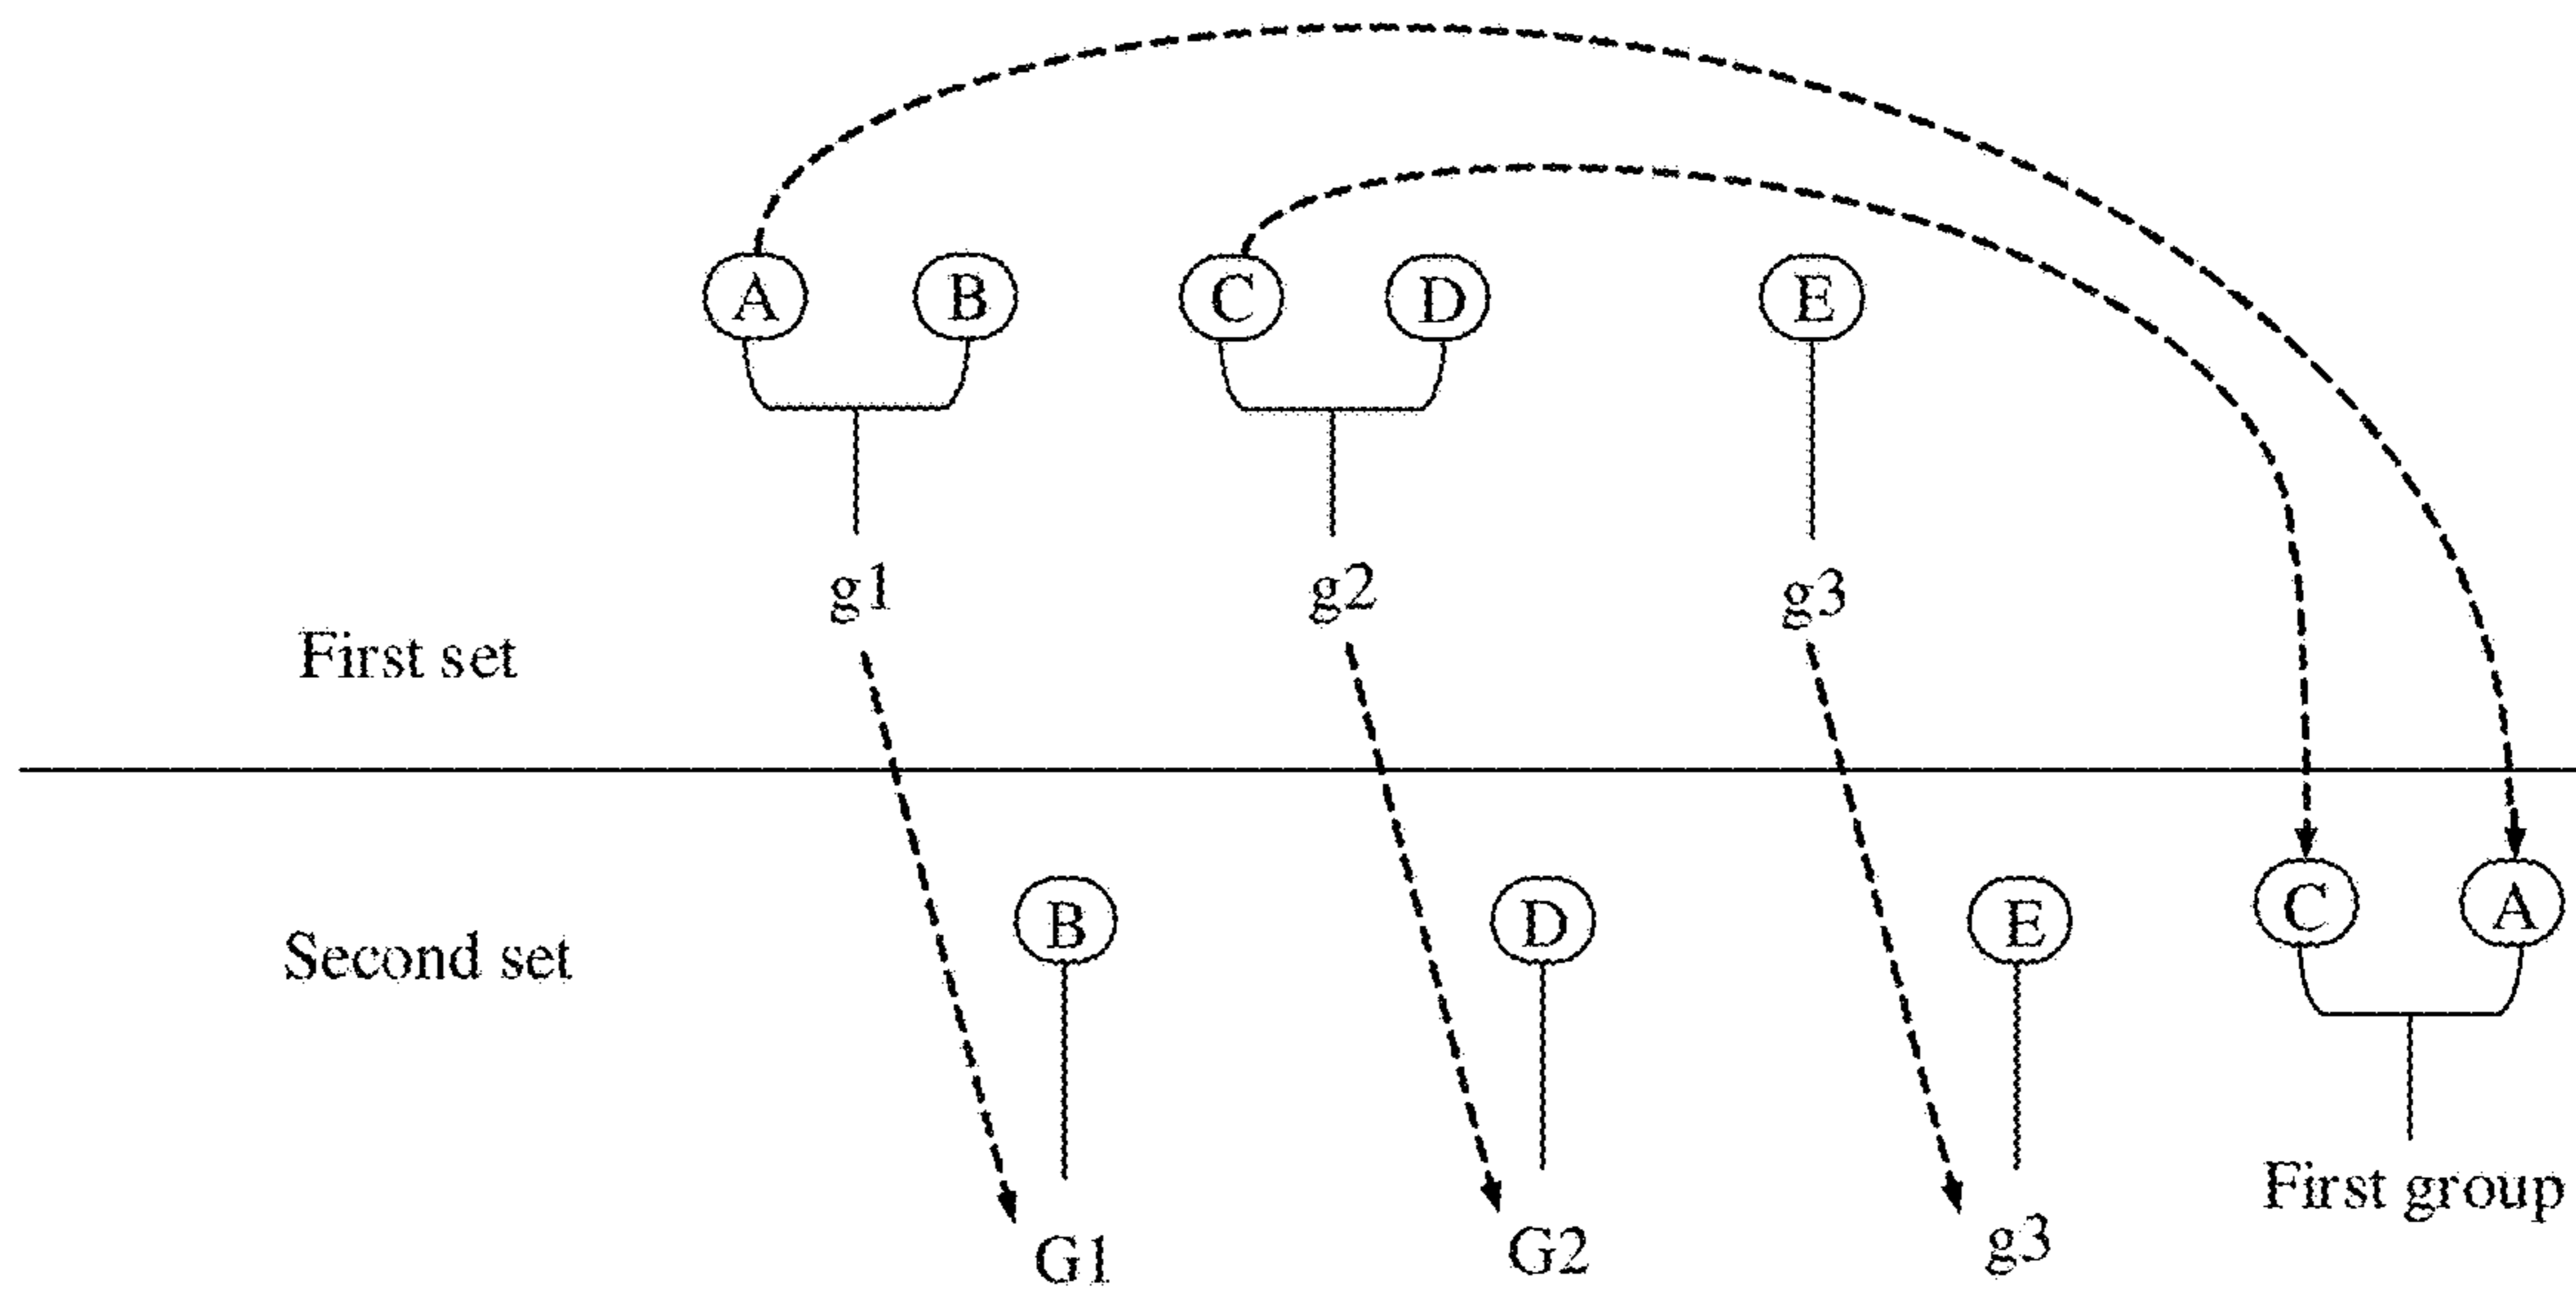 A B C D E
g1 g2 g3
First set
Second set
B D E C A
First group
G1 G2 g3